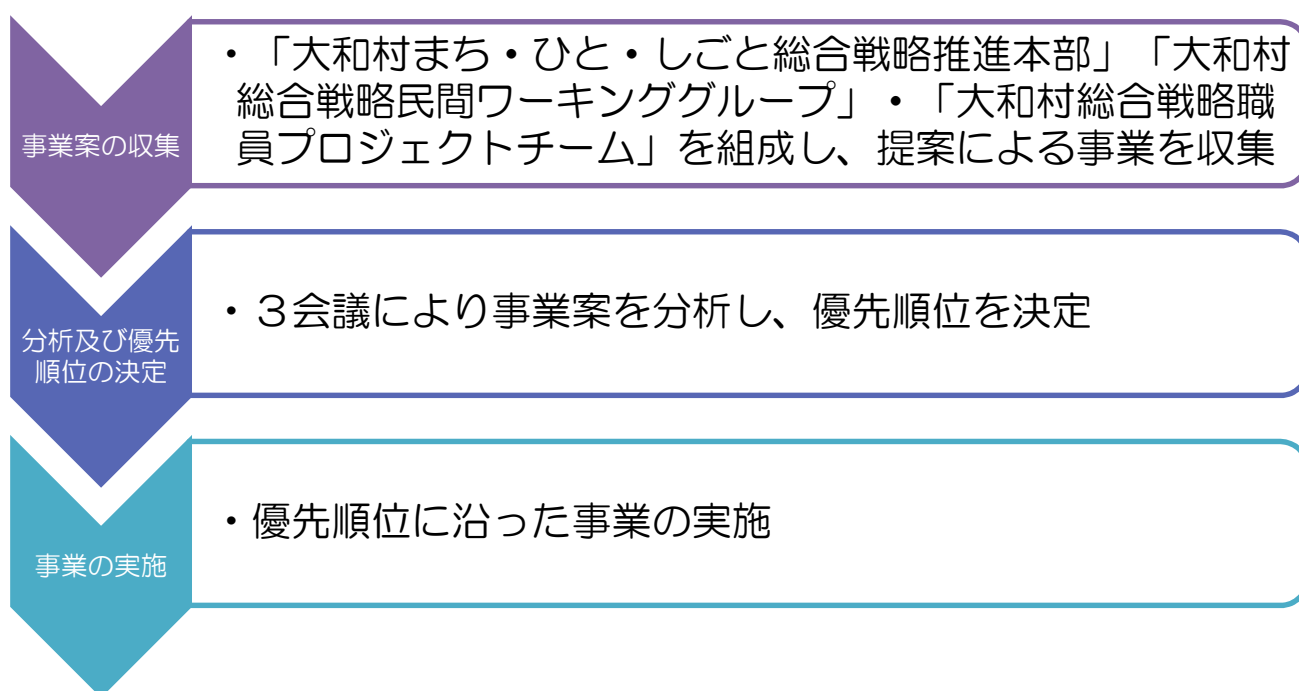 事業案の収集
・「大和村まち・ひと・しごと総合戦略推進本部」「大和村
総合戦略民間ワーキンググループ」・「大和村総合戦略職
員プロジェクトチーム」を組成し、提案による事業を収集
分析及び優先
順位の決定
・３会議により事業案を分析し、優先順位を決定
事業の実施
・優先順位に沿った事業の実施